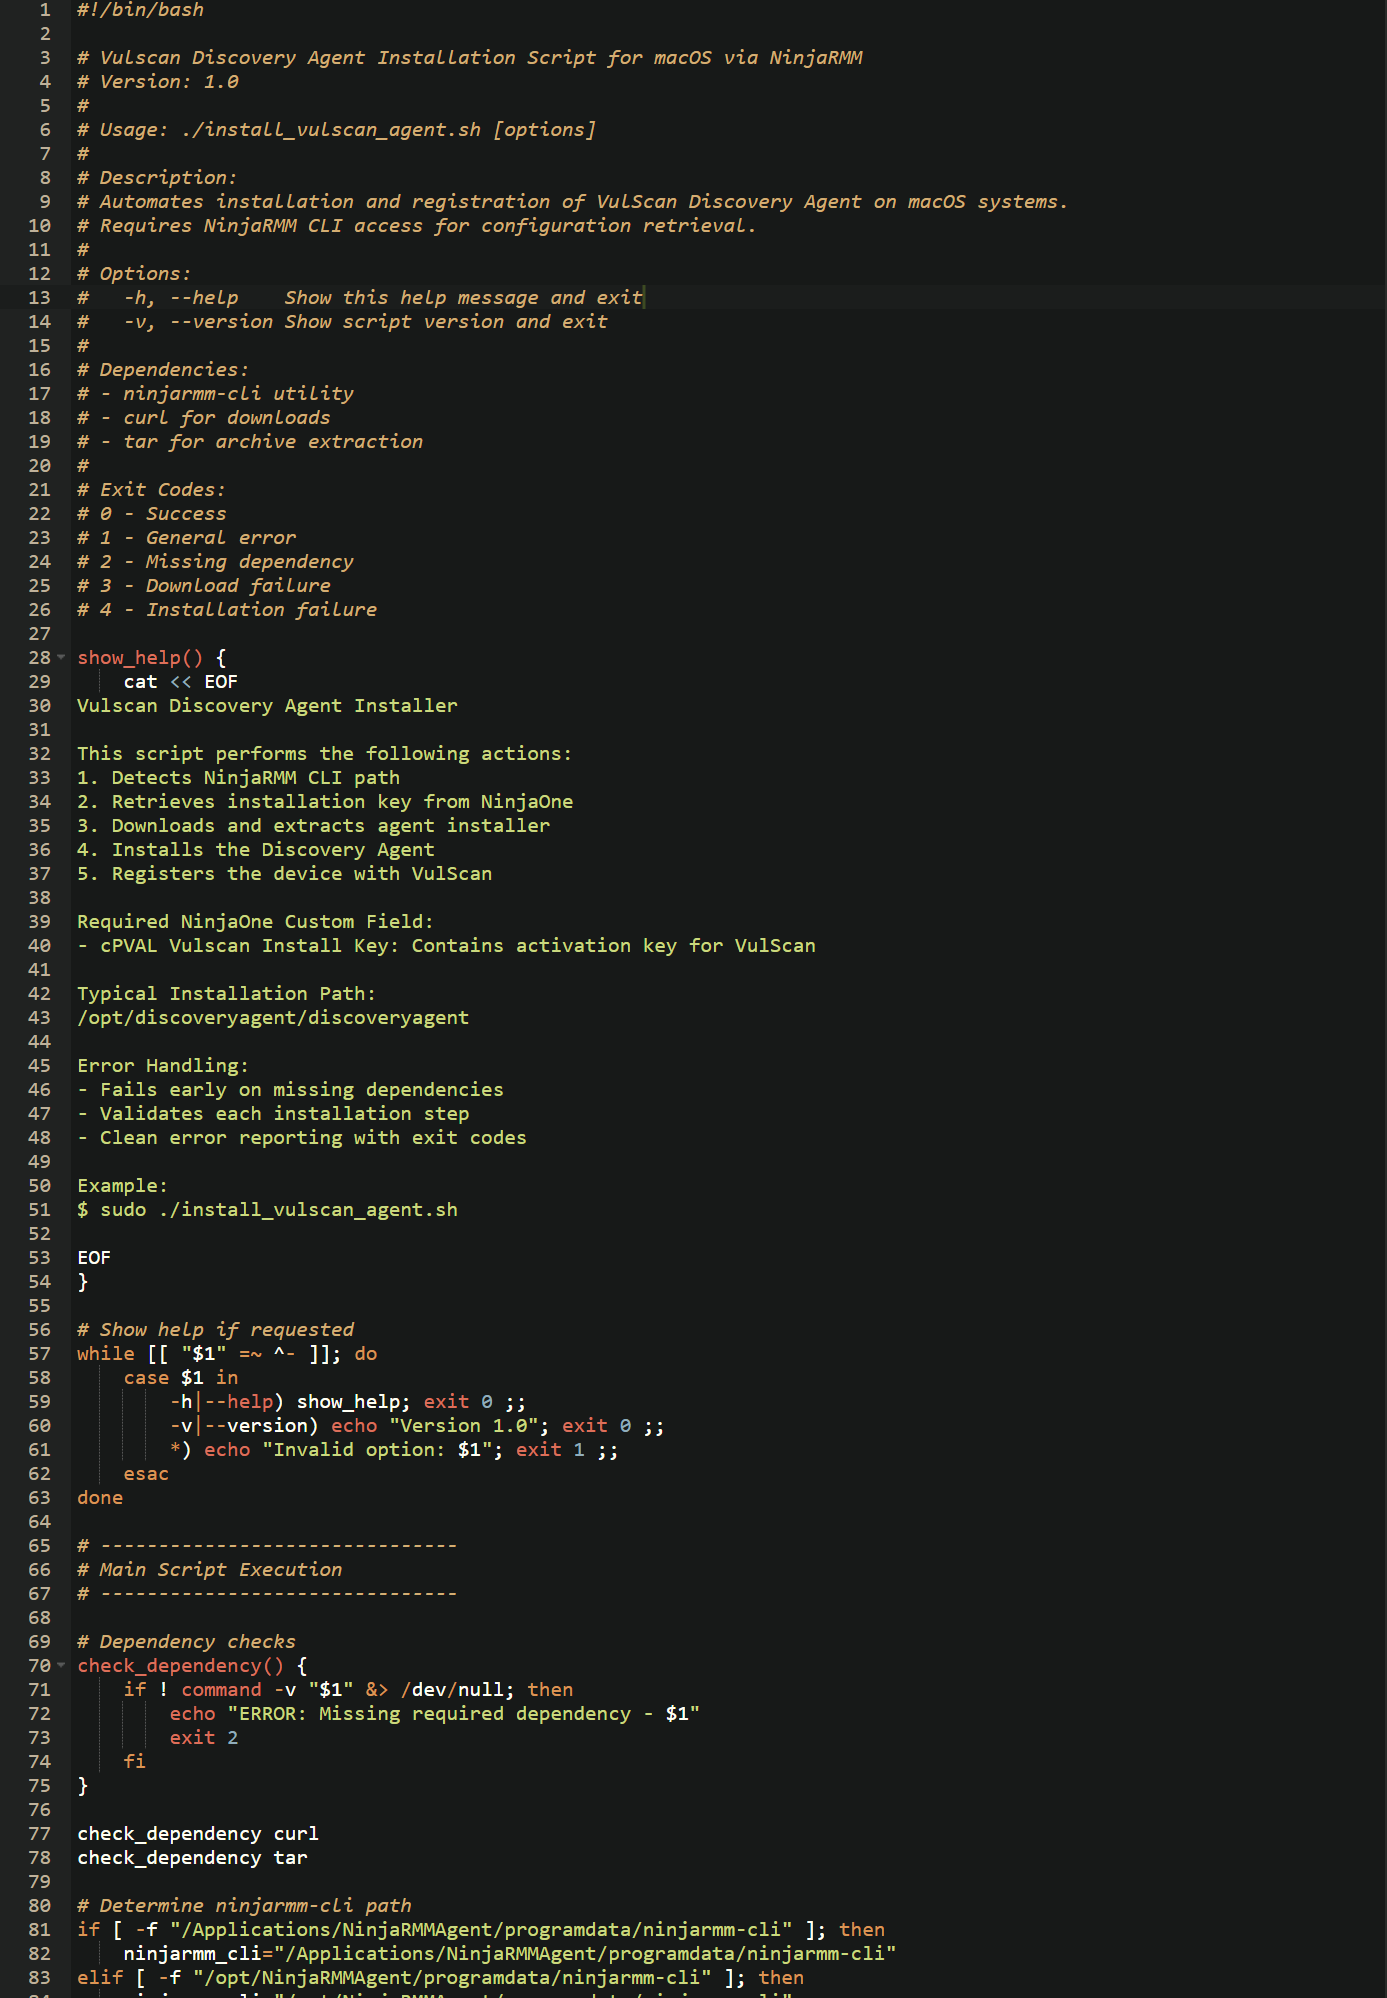 1 #!/bin/bash
2
3 # Vulscan Discovery Agent Installation Script for macOS via NinjaRMM
4 # Version: 1.0
5 #
6 # Usage: ./install_vulscan_agent.sh [options]
7 #
8 # Description:
9 # Automates installation and registration of VulScan Discovery Agent on macOS systems.
10 # Requires NinjaRMM CLI access for configuration retrieval.
11 #
12 # Options:
13 #   -h, --help    Show this help message and exit
14 #   -v, --version Show script version and exit
15 #
16 # Dependencies:
17 # - ninjarmm-cli utility
18 # - curl for downloads
19 # - tar for archive extraction
20 #
21 # Exit Codes:
22 # 0 - Success
23 # 1 - General error
24 # 2 - Missing dependency
25 # 3 - Download failure
26 # 4 - Installation failure
27
28 show_help() {
29     cat << EOF
30 Vulscan Discovery Agent Installer
31
32 This script performs the following actions:
33 1. Detects NinjaRMM CLI path
34 2. Retrieves installation key from NinjaOne
35 3. Downloads and extracts agent installer
36 4. Installs the Discovery Agent
37 5. Registers the device with VulScan
38
39 Required NinjaOne Custom Field:
40 - cPVAL Vulscan Install Key: Contains activation key for VulScan
41
42 Typical Installation Path:
43 /opt/discoveryagent/discoveryagent
44
45 Error Handling:
46 - Fails early on missing dependencies
47 - Validates each installation step
48 - Clean error reporting with exit codes
49
50 Example:
51 $ sudo ./install_vulscan_agent.sh
52
53 EOF
54 }
55
56 # Show help if requested
57 while [[ "$1" =~ ^- ]]; do
58     case $1 in
59         -h|--help) show_help; exit 0 ;;
60         -v|--version) echo "Version 1.0"; exit 0 ;;
61         *) echo "Invalid option: $1"; exit 1 ;;
62     esac
63 done
64
65 # -------------------------------
66 # Main Script Execution
67 # -------------------------------
68
69 # Dependency checks
70 check_dependency() {
71     if ! command -v "$1" &> /dev/null; then
72         echo "ERROR: Missing required dependency - $1"
73         exit 2
74     fi
75 }
76
77 check_dependency curl
78 check_dependency tar
79
80 # Determine ninjarmm-cli path
81 if [ -f "/Applications/NinjaRMMAgent/programdata/ninjarmm-cli" ]; then
82     ninjarmm_cli="/Applications/NinjaRMMAgent/programdata/ninjarmm-cli"
83 elif [ -f "/opt/NinjaRMMAgent/programdata/ninjarmm-cli" ]; then